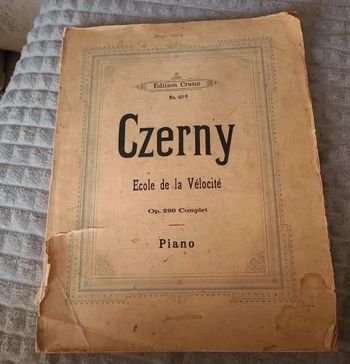 Edition Cranz
No. 409
Czerny
Ecole de la Vélocité
Op. 299 Complet
Piano